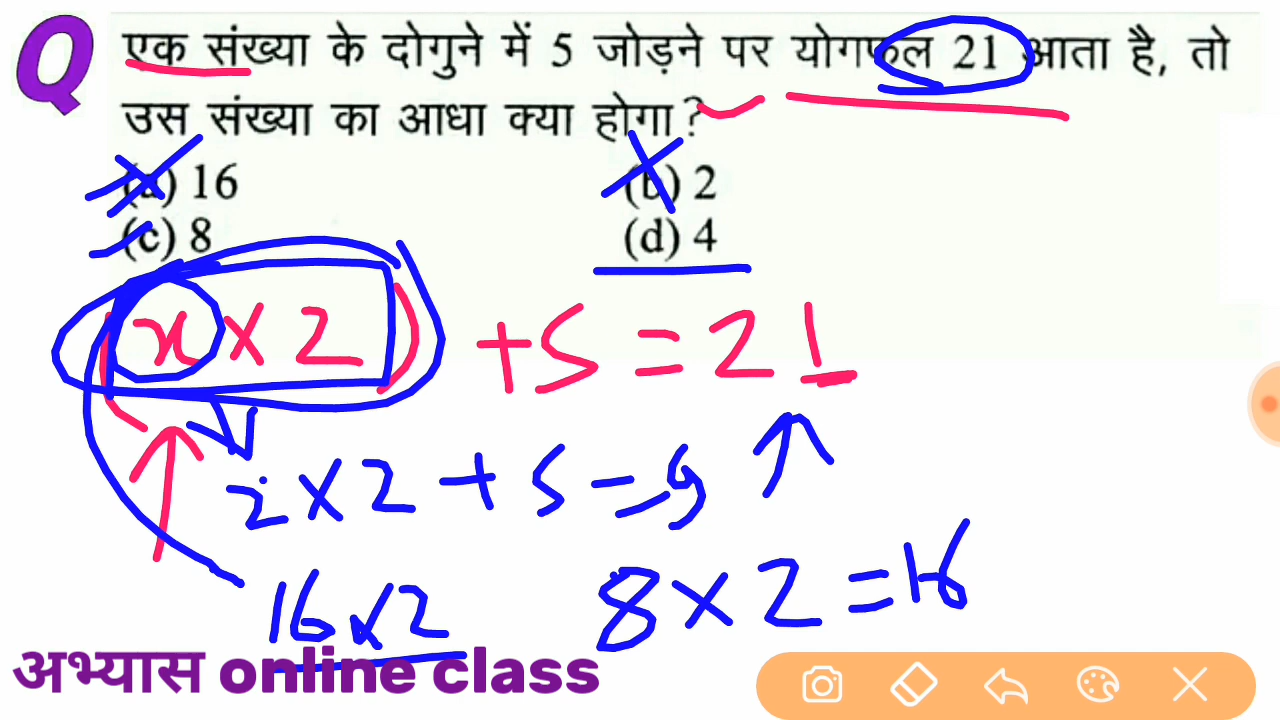 Q एक संख्या के दोगुने में 5 जोड़ने पर योगफल 21 आता है, तो
उस संख्या का आधा क्या होगा?
(a) 16 (b) 2
(c) 8 (d) 4
(x × 2) + 5 = 21
2 × 2 + 5 = 9
16 × 2 8 × 2 = 16
अभ्यास online class